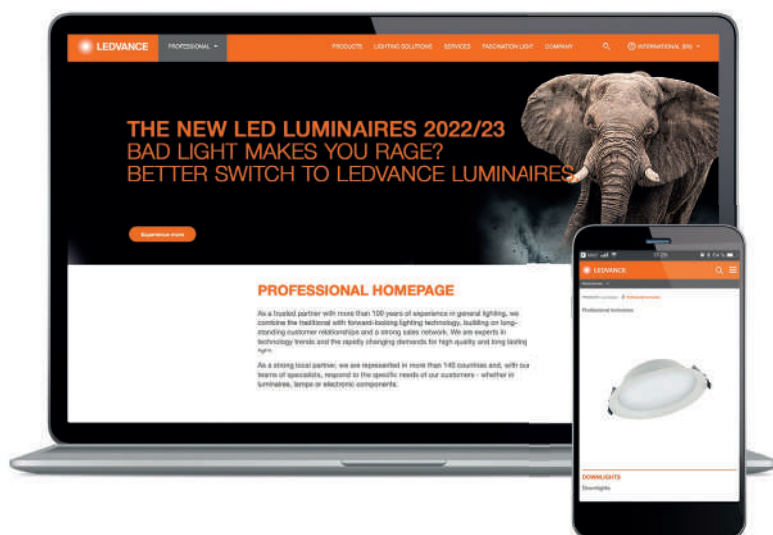 LEDVANCE
PROFESSIONAL
PRODUCTS LIGHTING SOLUTIONS SERVICES FASCINATION LIGHT COMPANY
INTERNATIONAL (EN)
THE NEW LED LUMINAIRES 2022/23
BAD LIGHT MAKES YOU RAGE?
BETTER SWITCH TO LEDVANCE LUMINAIRES
Experience more
PROFESSIONAL HOMEPAGE
As a trusted partner with more than 100 years of experience in general lighting, we
combine the traditional with forward-looking lighting technology, building on long-
standing customer relationships and a strong sales network. We are experts in
technology trends and the rapidly changing demands for high quality and long lasting
light.
As a strong local partner, we are represented in more than 140 countries and, with our
teams of specialists, respond to the specific needs of our customers - whether in
luminaires, lamps or electronic components.
LEDVANCE
Professional luminaires
DOWNLIGHTS
Downlights